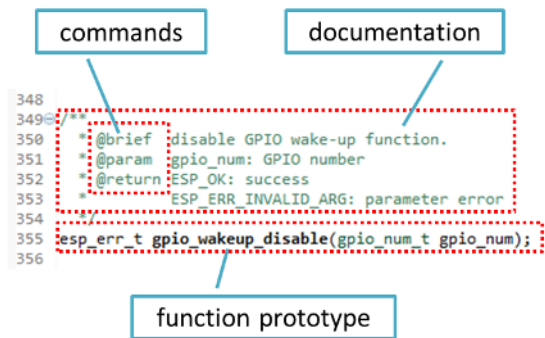 commands
documentation
348
349 /**
350 * @brief disable GPIO wake-up function.
351 * @param gpio_num: GPIO number
352 * @return ESP_OK: success
353 * ESP_ERR_INVALID_ARG: parameter error
354 */
355 esp_err_t gpio_wakeup_disable(gpio_num_t gpio_num);
356
function prototype